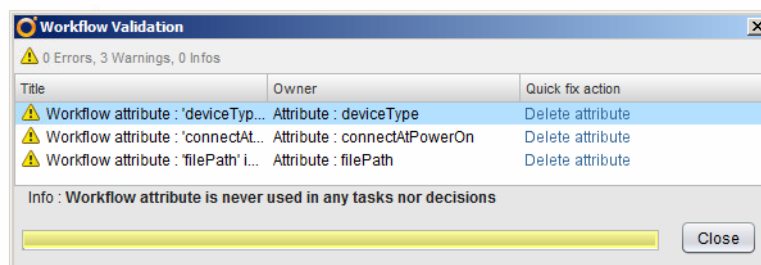 Workflow Validation
0 Errors, 3 Warnings, 0 Infos
Title Owner Quick fix action
Workflow attribute : 'deviceTyp... Attribute : deviceType Delete attribute
Workflow attribute : 'connectAt... Attribute : connectAtPowerOn Delete attribute
Workflow attribute : 'filePath' i... Attribute : filePath Delete attribute
Info : Workflow attribute is never used in any tasks nor decisions
Close